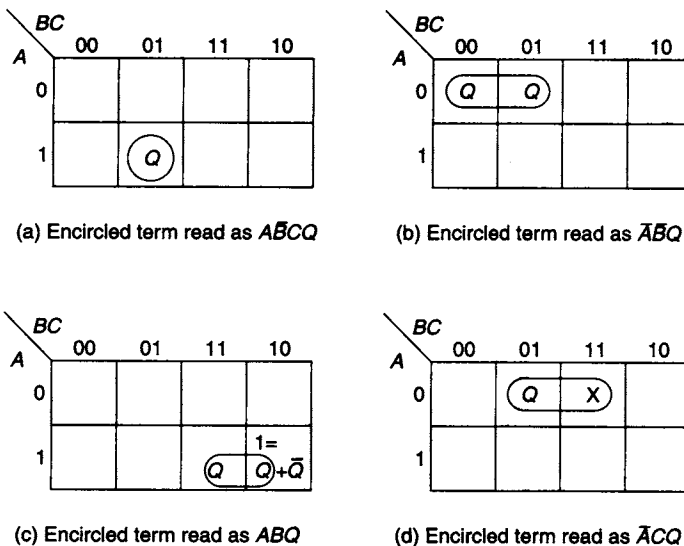 BC BC
A 00 01 11 10 A 00 01 11 10
0 0 Q Q
1 Q 1
(a) Encircled term read as AB̅CQ (b) Encircled term read as A̅B̅Q
BC BC
A 00 01 11 10 A 00 01 11 10
0 0 Q X
1=
1 Q Q+Q̅ 1
(c) Encircled term read as ABQ (d) Encircled term read as A̅CQ